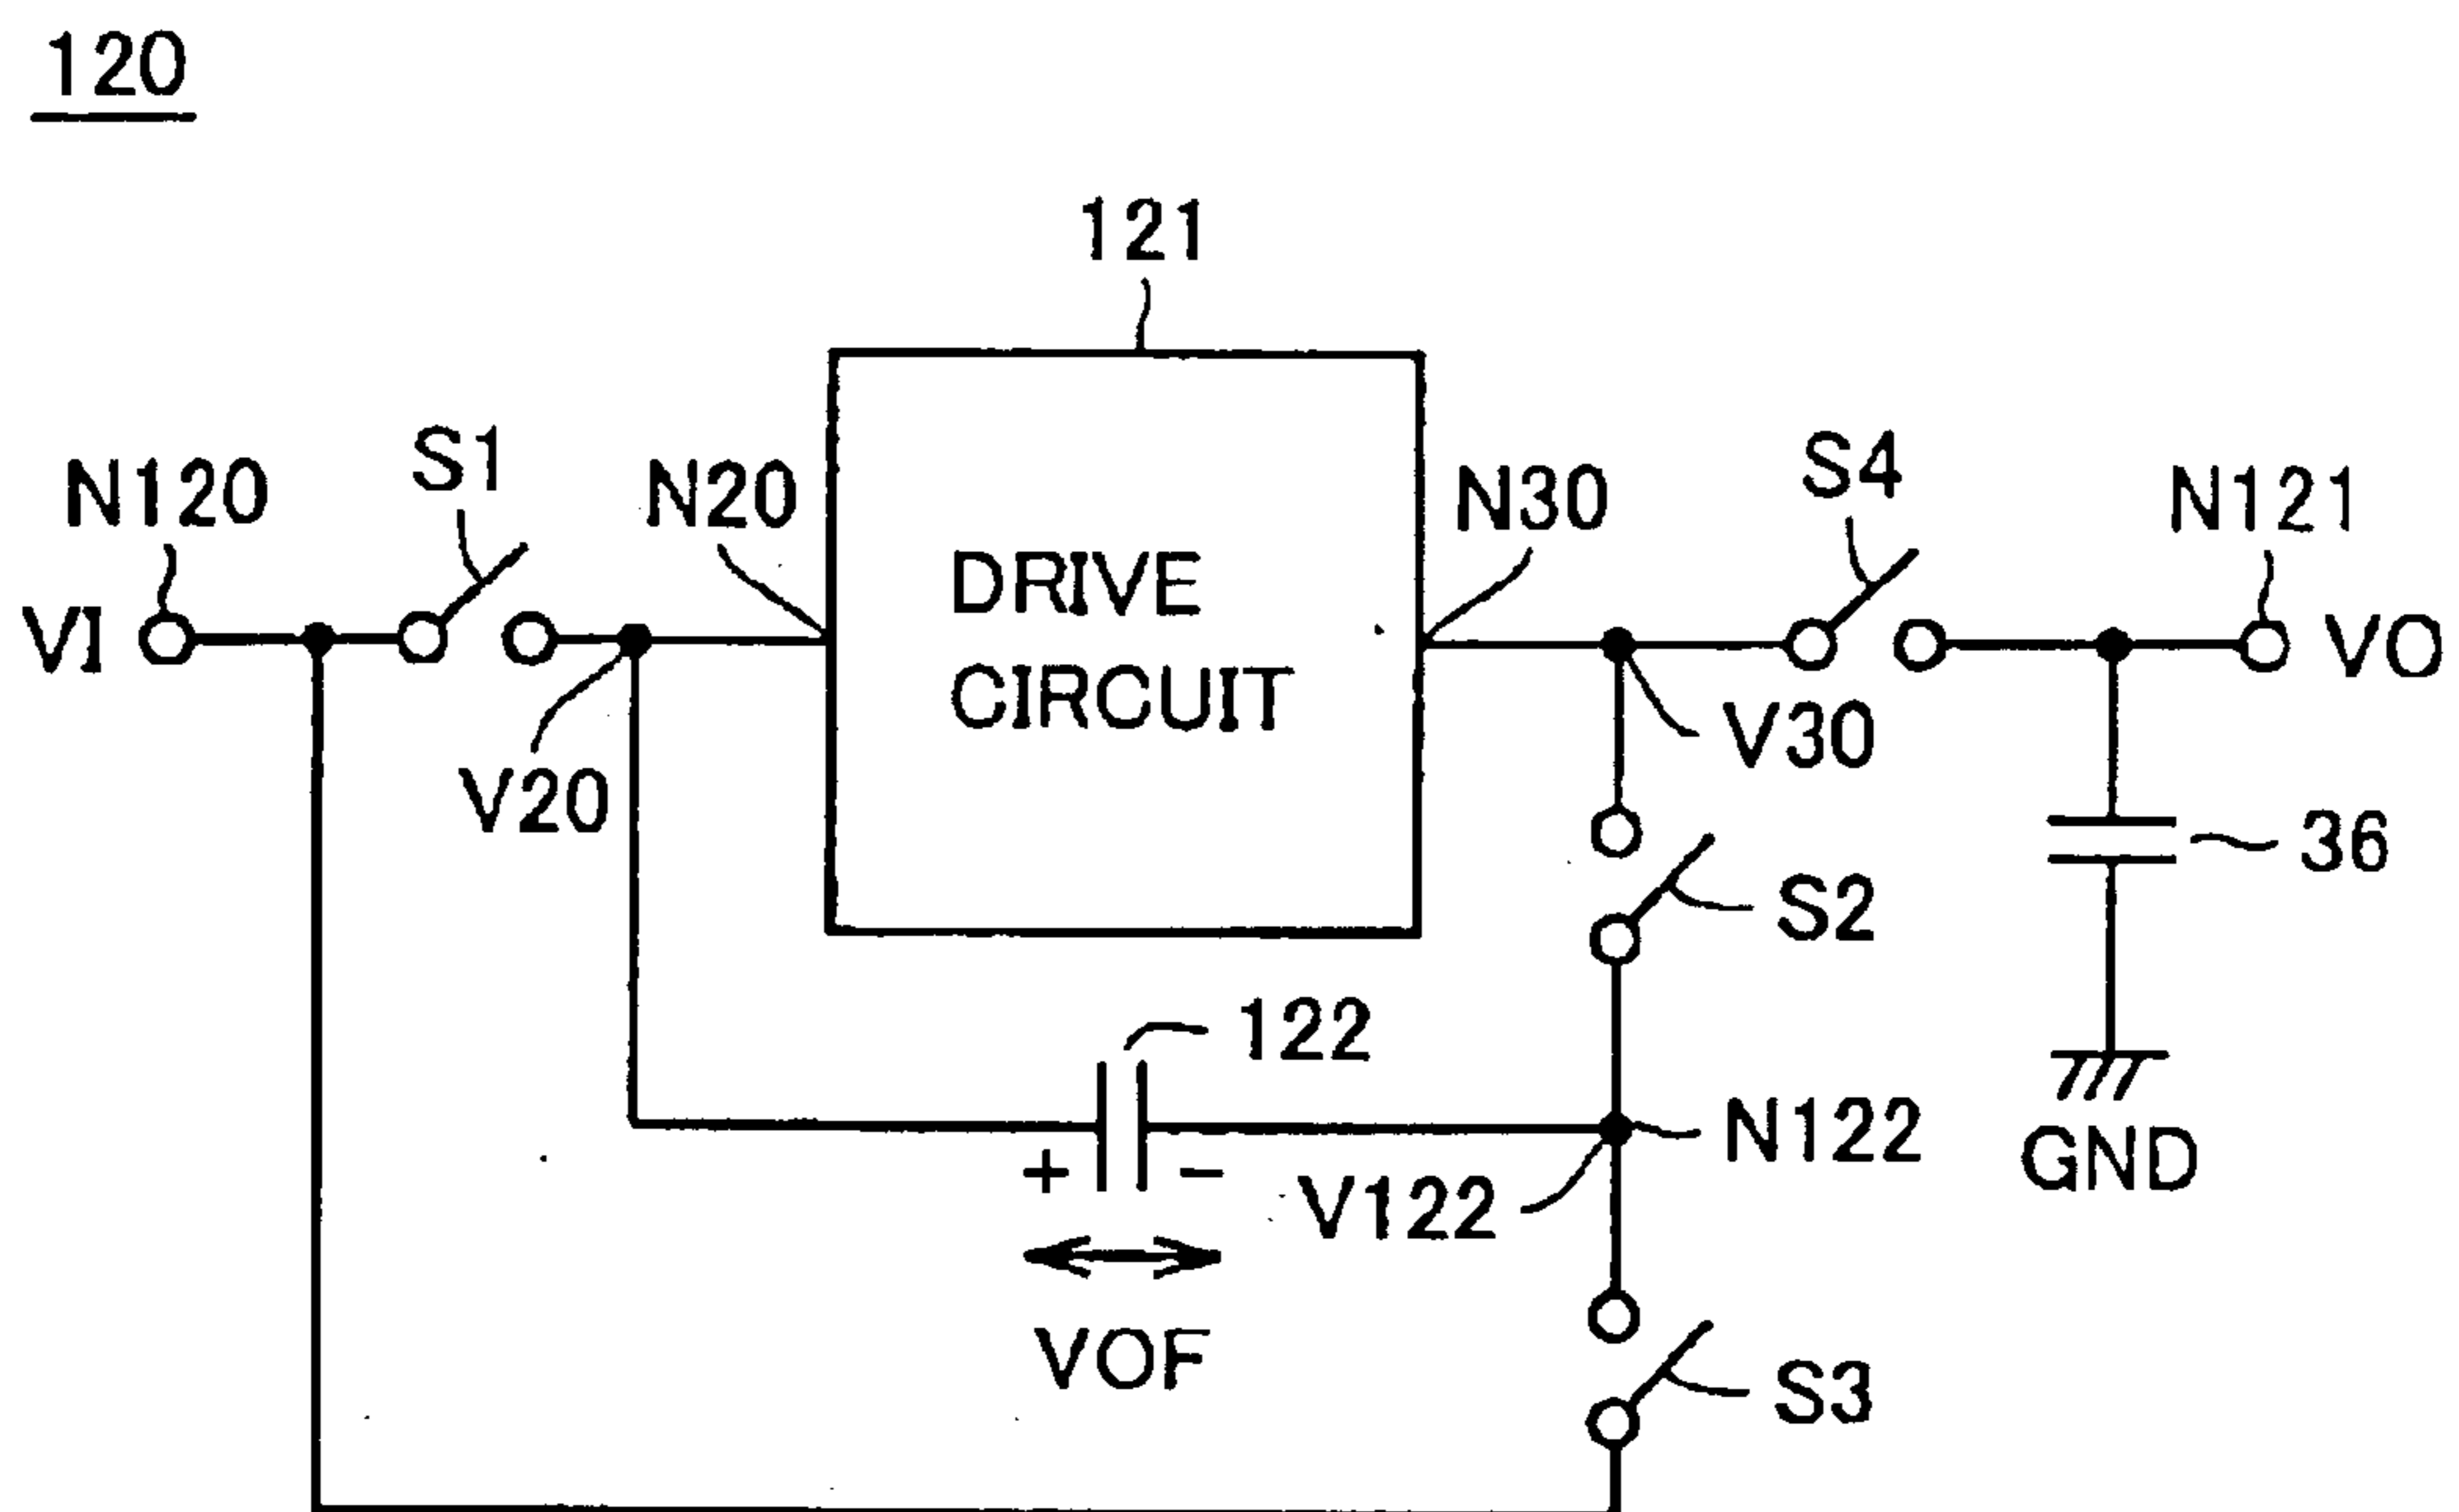 120
121
N120
S1
N20
N30
S4
N121
VI
DRIVE
CIRCUIT
VO
V20
V30
36
S2
122
N122
+
-
V122
GND
VOF
S3